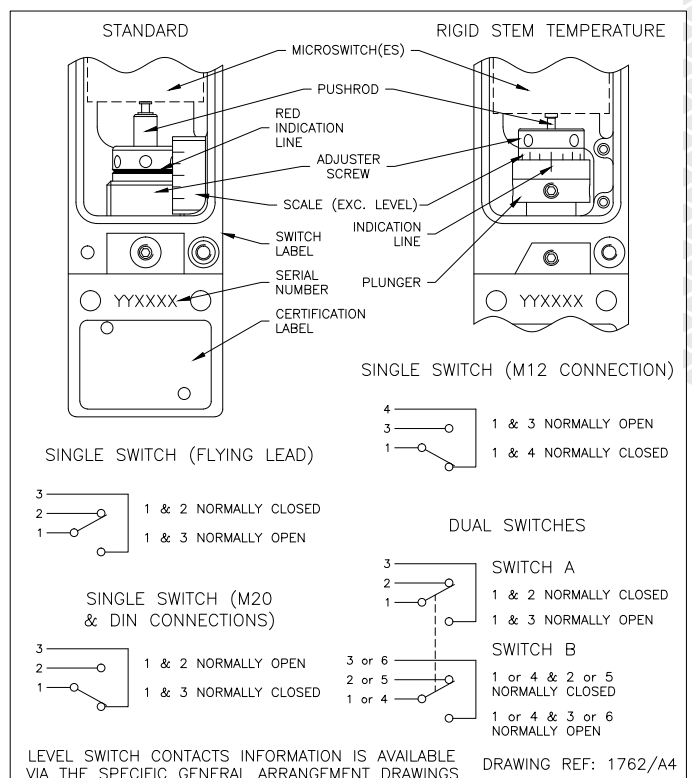 STANDARD
RIGID STEM TEMPERATURE
MICROSWITCH(ES)
PUSHROD
RED
INDICATION
LINE
ADJUSTER
SCREW
SCALE (EXC. LEVEL)
INDICATION
LINE
SWITCH
LABEL
PLUNGER
SERIAL
NUMBER
YYXXXX
YYXXXX
CERTIFICATION
LABEL
SINGLE SWITCH (M12 CONNECTION)
4
3
1
1 & 3 NORMALLY OPEN
1 & 4 NORMALLY CLOSED
SINGLE SWITCH (FLYING LEAD)
3
2
1
1 & 2 NORMALLY CLOSED
1 & 3 NORMALLY OPEN
DUAL SWITCHES
3
2
1
SWITCH A
1 & 2 NORMALLY CLOSED
1 & 3 NORMALLY OPEN
SINGLE SWITCH (M20
& DIN CONNECTIONS)
3
2
1
1 & 2 NORMALLY OPEN
1 & 3 NORMALLY CLOSED
SWITCH B
3 or 6
2 or 5
1 or 4
1 or 4 & 2 or 5
NORMALLY CLOSED
1 or 4 & 3 or 6
NORMALLY OPEN
LEVEL SWITCH CONTACTS INFORMATION IS AVAILABLE
VIA THE SPECIFIC GENERAL ARRANGEMENT DRAWINGS
DRAWING REF: 1762/A4